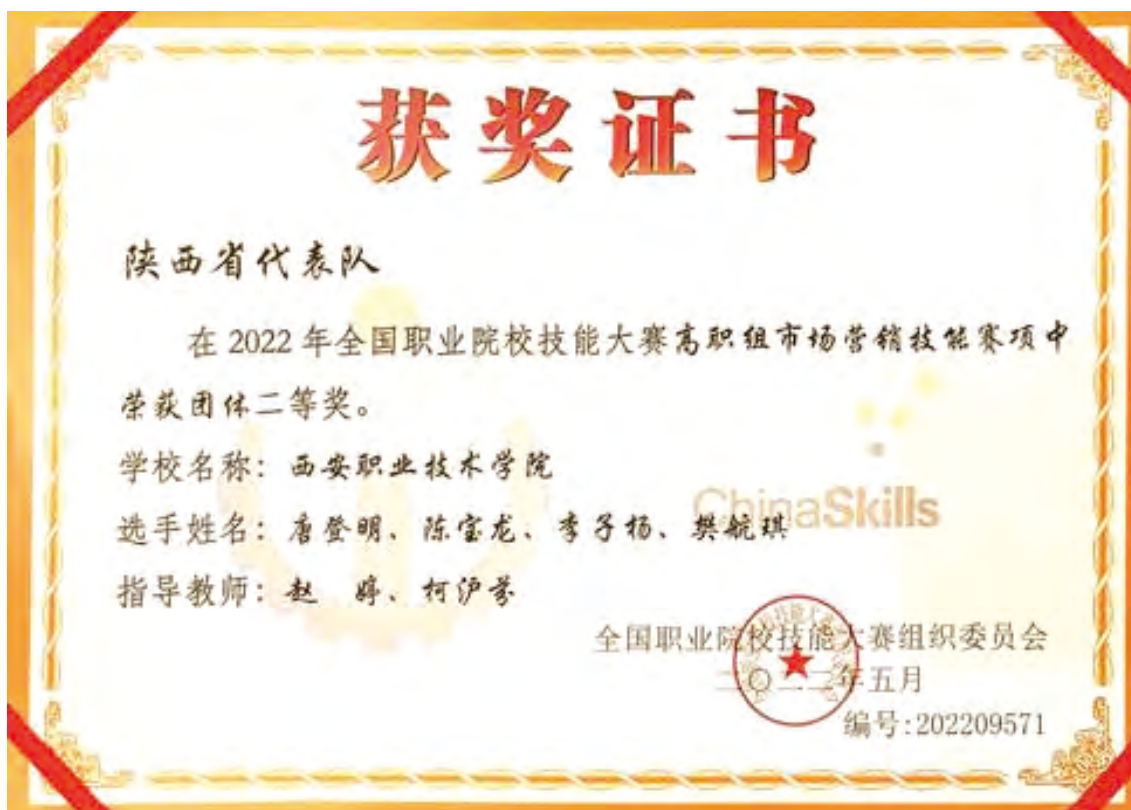 获奖证书
陕西省代表队
在 2022 年全国职业院校技能大赛高职组市场营销技能赛项中
荣获团体二等奖。
学校名称：西安职业技术学院
选手姓名：唐登明、陈宝龙、李子杨、樊航琪
指导教师：赵 婷、柯沪芬
ChinaSkills
全国职业院校技能大赛组织委员会
二〇二二年五月
编号:202209571